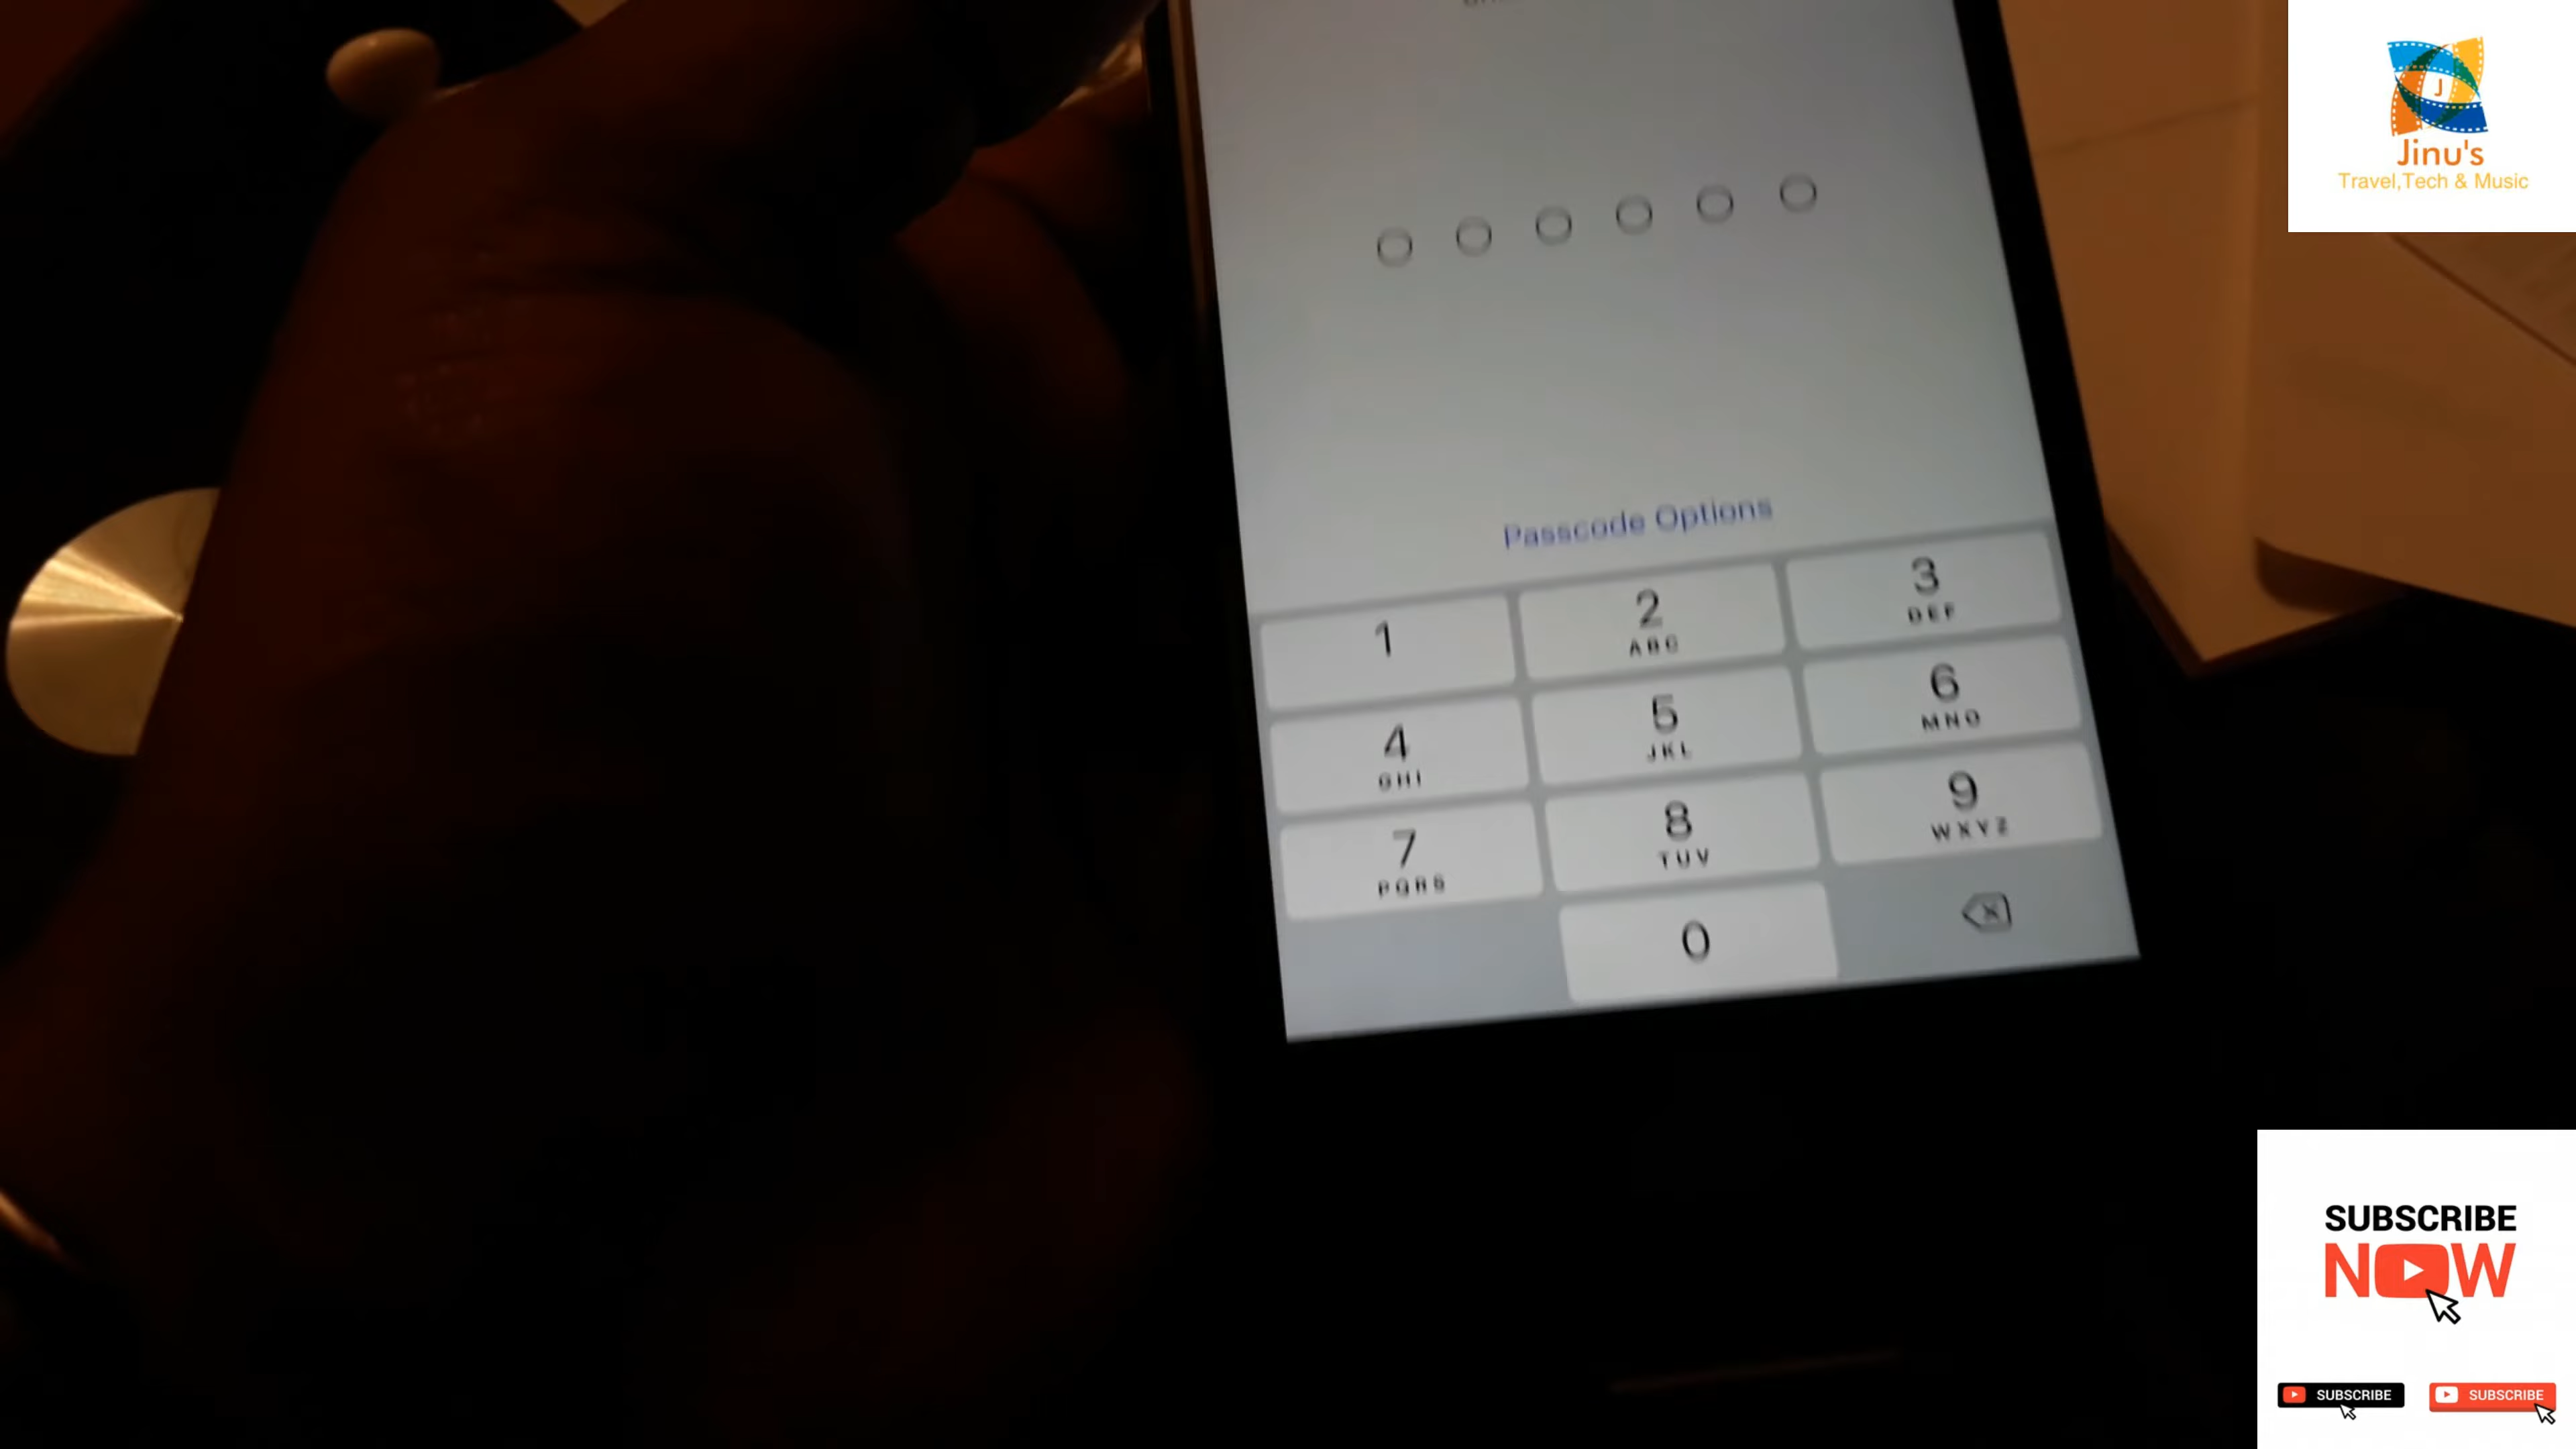 J
Jinu's
Travel,Tech & Music
Passcode Options
1
2
ABC
3
DEF
4
GHI
5
JKL
6
MNO
7
PQRS
8
TUV
9
WXYZ
0
SUBSCRIBE
NOW
SUBSCRIBE
SUBSCRIBE